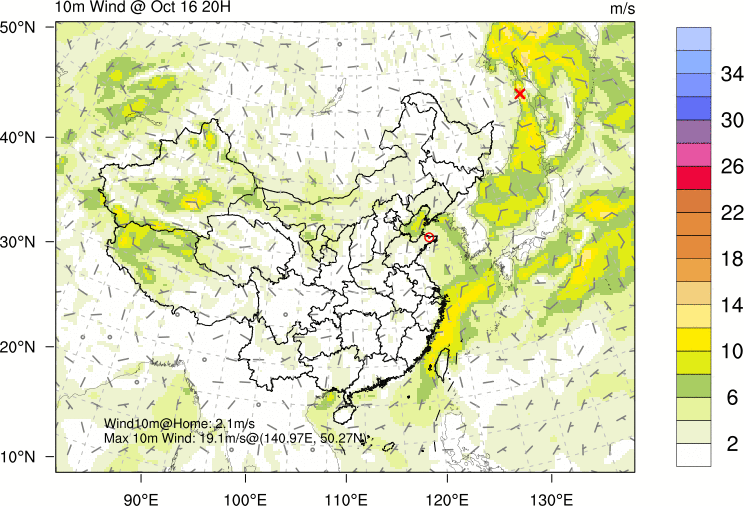 10m Wind @ Oct 16 20H
m/s
50°N
40°N
30°N
20°N
10°N
90°E
100°E
110°E
120°E
130°E
Wind10m@Home: 2.1m/s
Max 10m Wind: 19.1m/s@(140.97E, 50.27N)
34
30
26
22
18
14
10
6
2